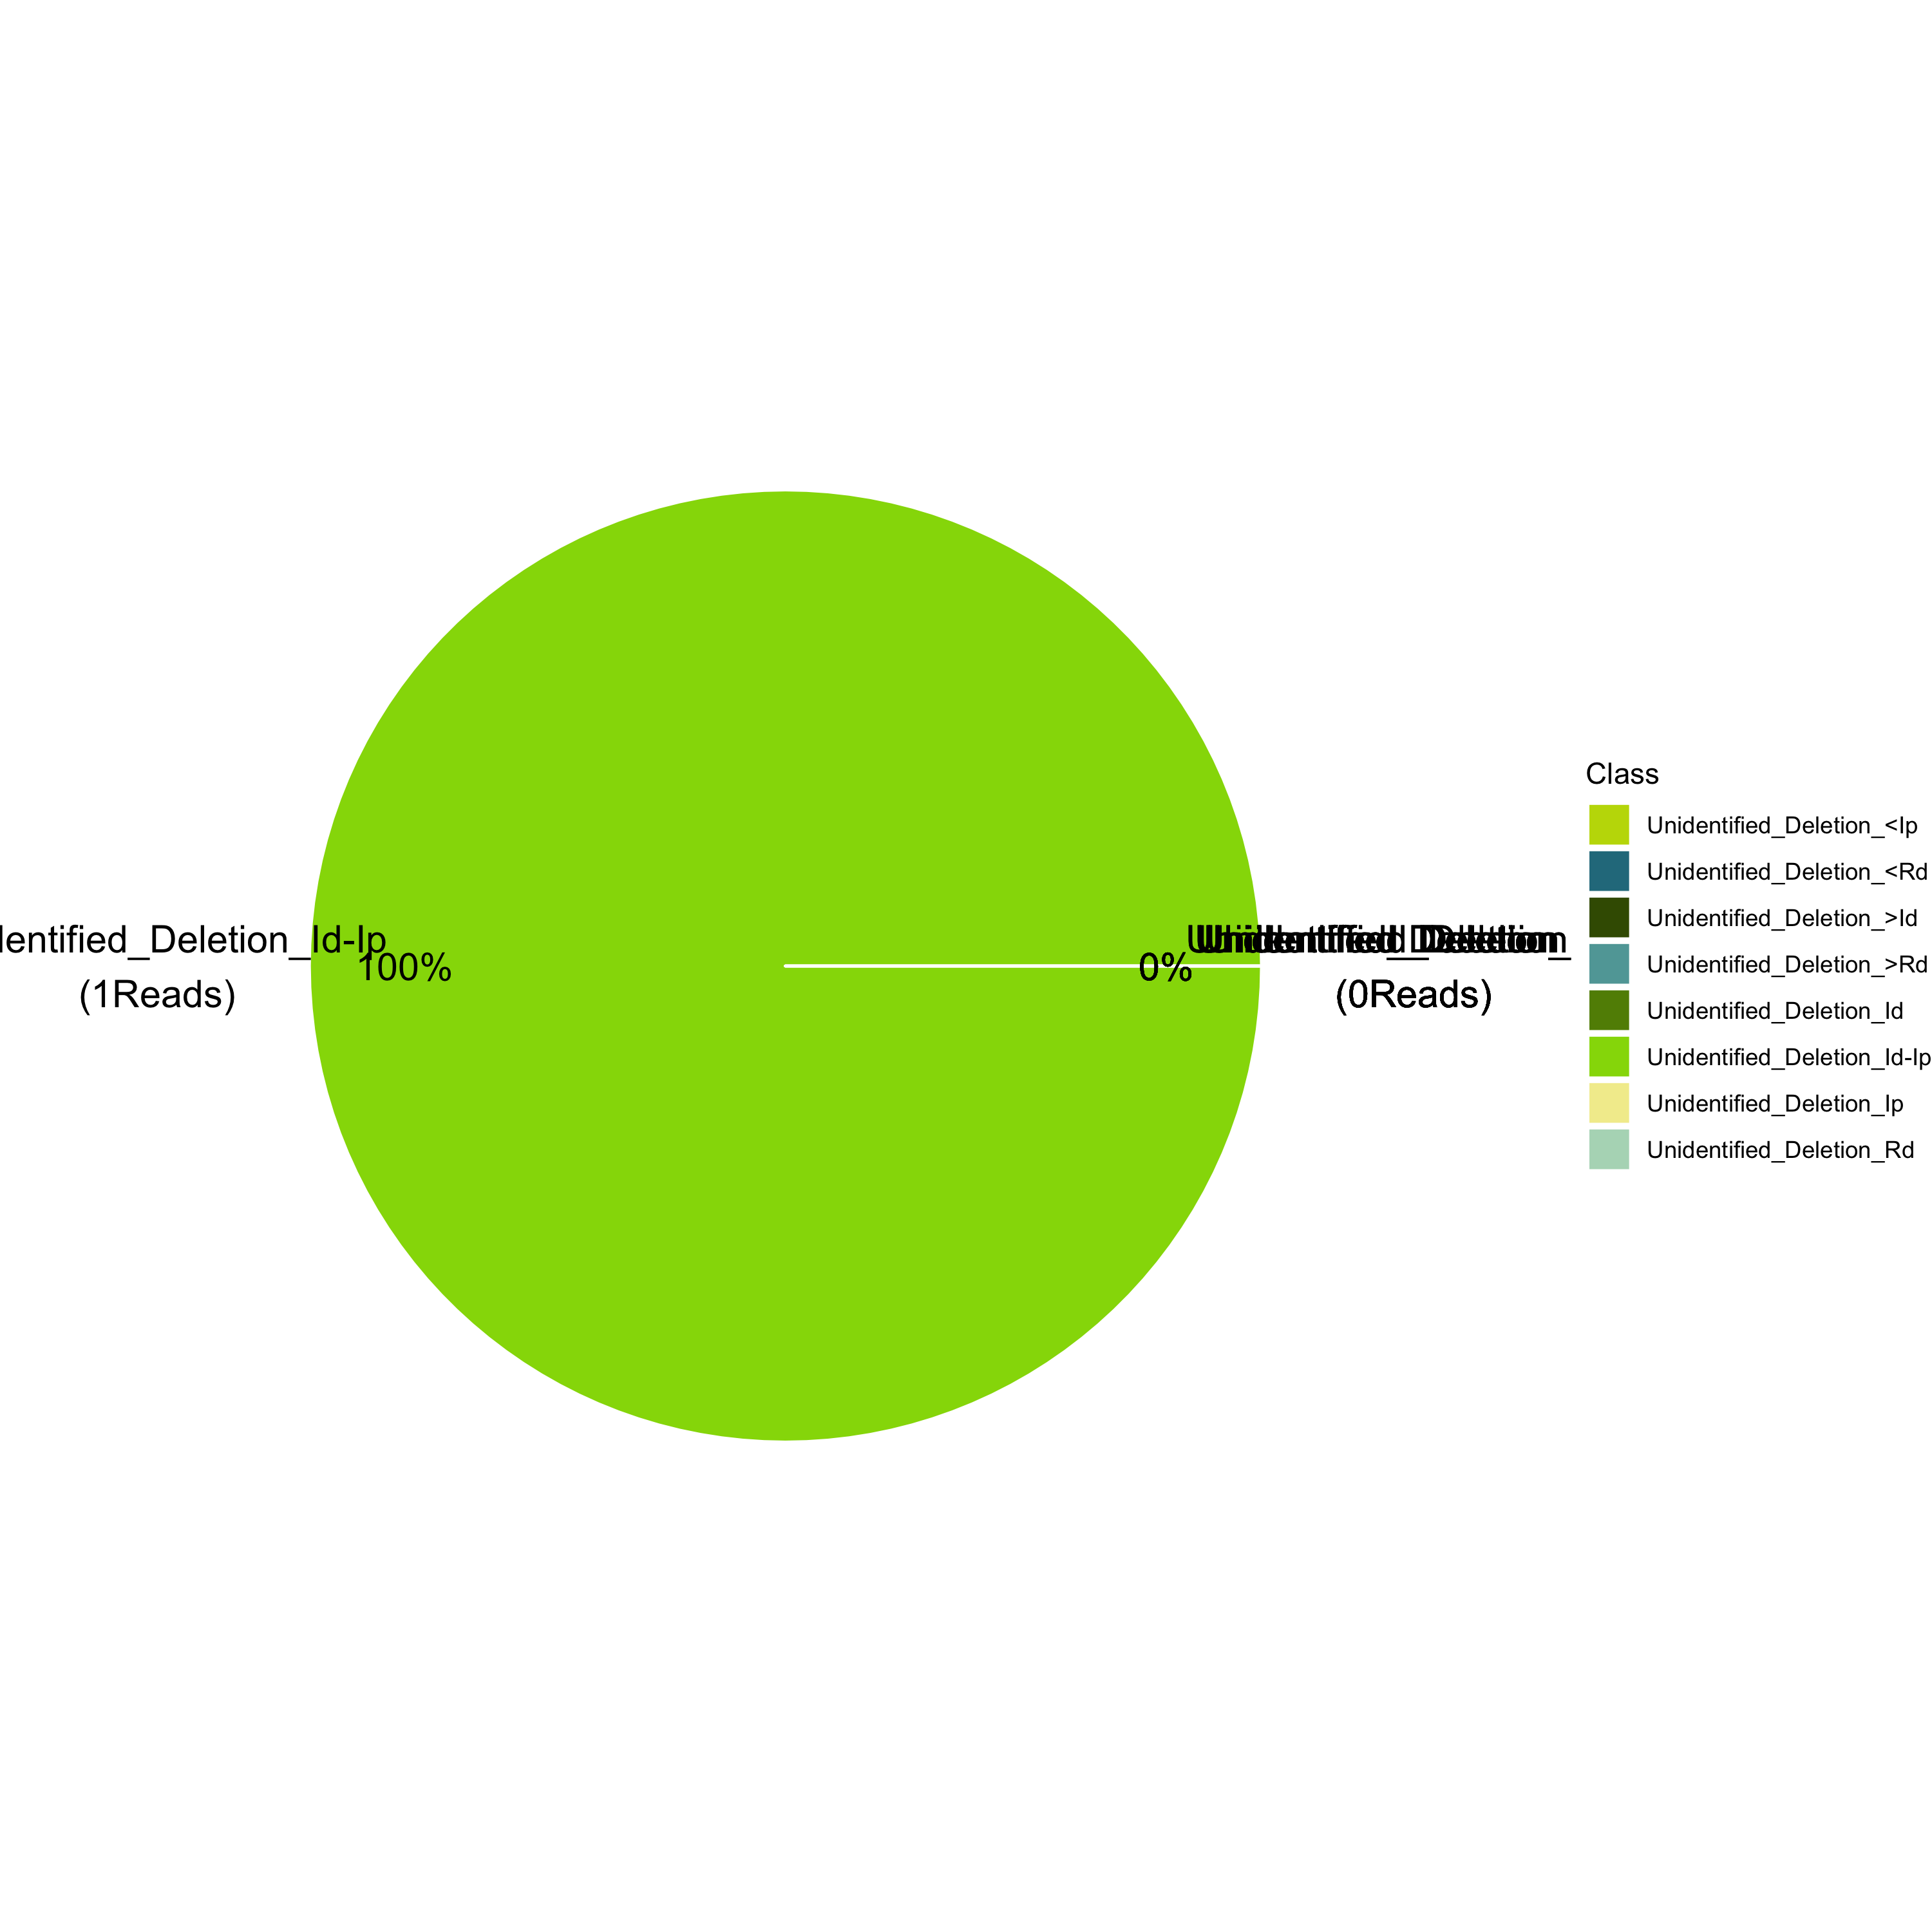 entified_Deletion_Id-Ip
(1Reads)
100%
0%
(0Reads)
Class
Unidentified_Deletion_<Ip
Unidentified_Deletion_<Rd
Unidentified_Deletion_>Id
Unidentified_Deletion_>Rd
Unidentified_Deletion_Id
Unidentified_Deletion_Id-Ip
Unidentified_Deletion_Ip
Unidentified_Deletion_Rd